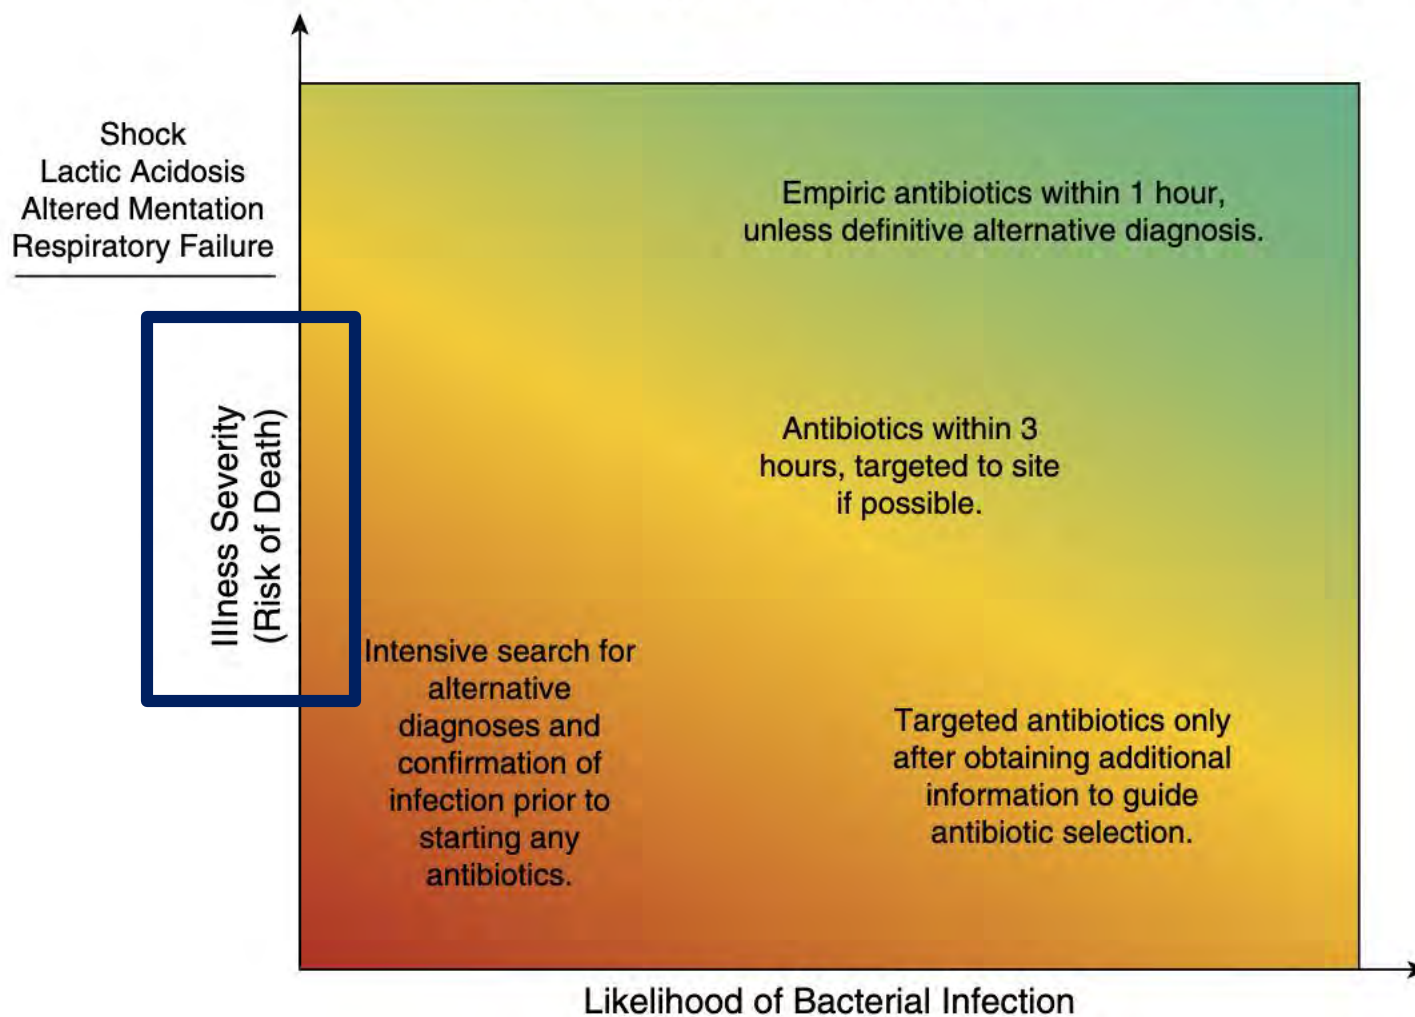 Shock
Lactic Acidosis
Altered Mentation
Respiratory Failure
Illness Severity
(Risk of Death)
Empiric antibiotics within 1 hour,
unless definitive alternative diagnosis.
Antibiotics within 3
hours, targeted to site
if possible.
Intensive search for
alternative
diagnoses and
confirmation of
infection prior to
starting any
antibiotics.
Targeted antibiotics only
after obtaining additional
information to guide
antibiotic selection.
Likelihood of Bacterial Infection